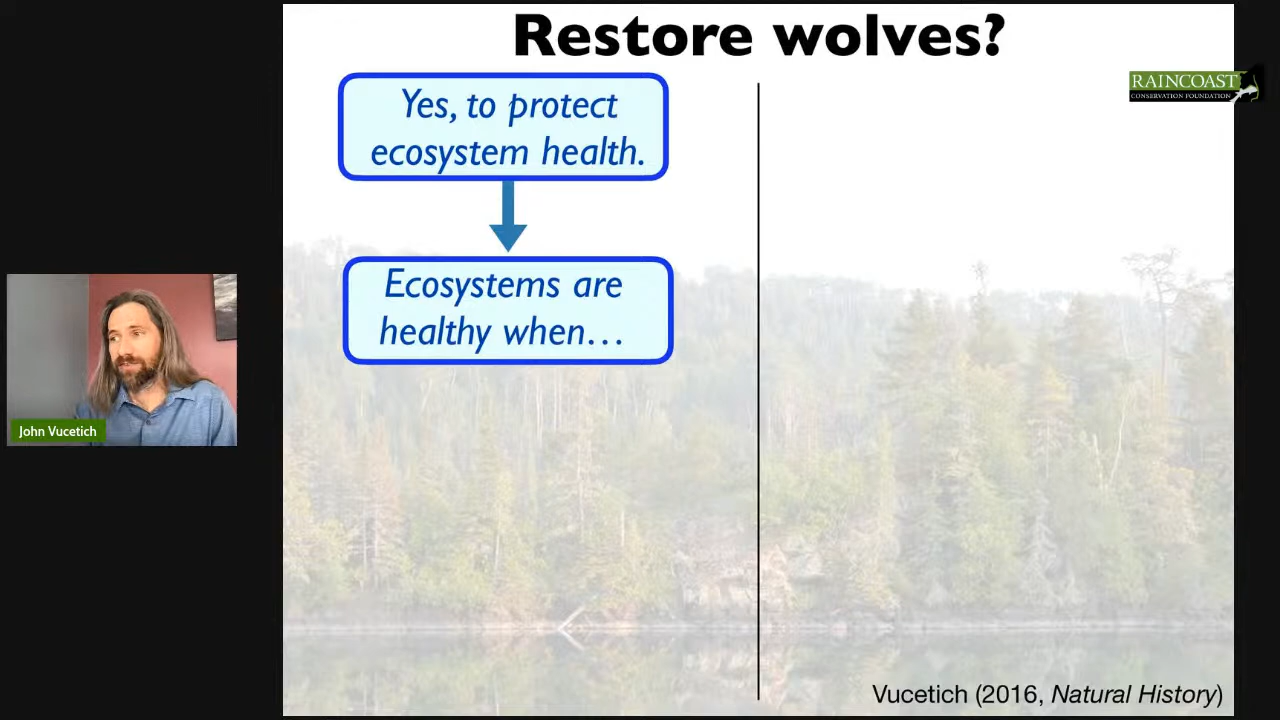 Restore wolves?
Yes, to protect
ecosystem health.
Ecosystems are
healthy when…
RAINCOAST
CONSERVATION FOUNDATION
John Vucetich
Vucetich (2016, Natural History)